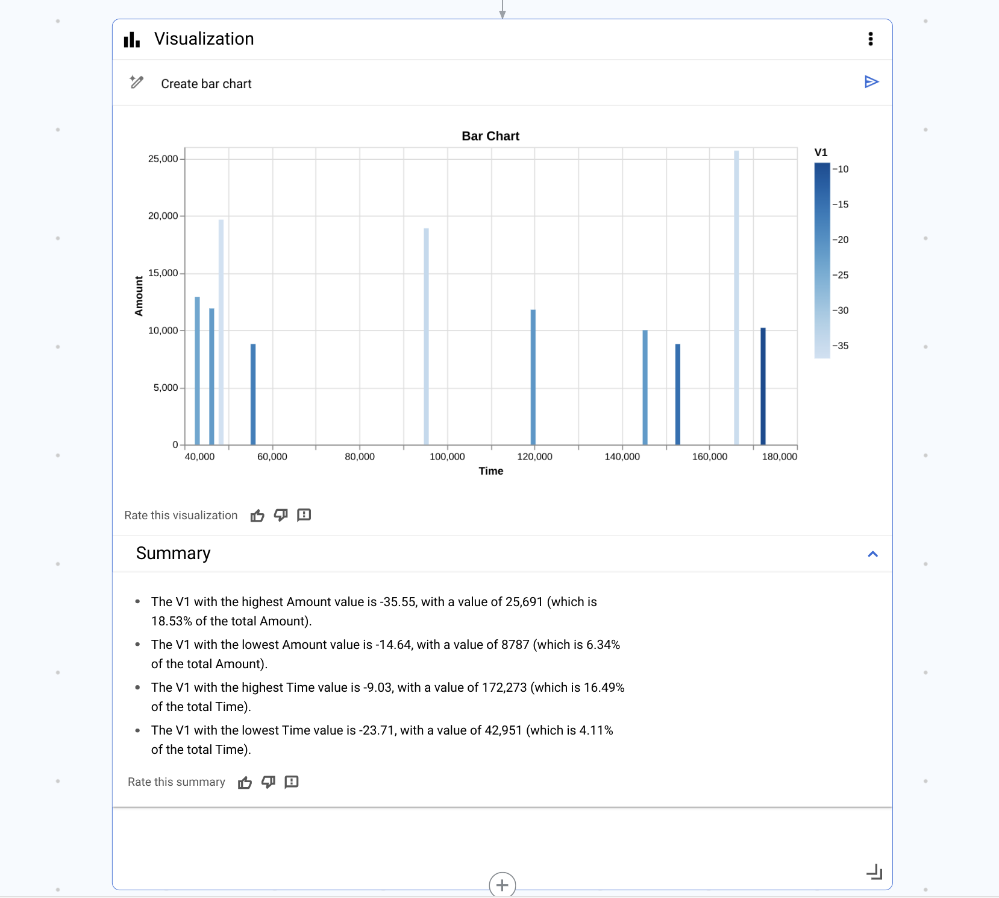 Visualization
Create bar chart
Bar Chart
V1
25,000
20,000
15,000
10,000
5,000
0
Amount
40,000 60,000 80,000 100,000 120,000 140,000 160,000 180,000
Time
−10
−15
−20
−25
−30
−35
Rate this visualization
Summary
• The V1 with the highest Amount value is -35.55, with a value of 25,691 (which is
18.53% of the total Amount).
• The V1 with the lowest Amount value is -14.64, with a value of 8787 (which is 6.34%
of the total Amount).
• The V1 with the highest Time value is -9.03, with a value of 172,273 (which is 16.49%
of the total Time).
• The V1 with the lowest Time value is -23.71, with a value of 42,951 (which is 4.11%
of the total Time).
Rate this summary